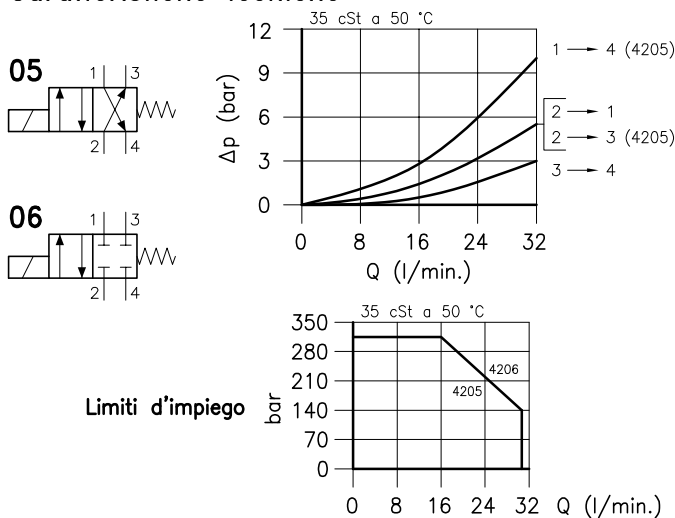 35 cSt a 50 °C
12
9
6
3
0
Δp (bar)
0 8 16 24 32
Q (l/min.)
1 → 4 (4205)
2 → 1
2 → 3 (4205)
3 → 4
05
1 3
2 4
06
1 3
2 4
35 cSt a 50 °C
350
280
210
140
70
0
bar
4206
4205
0 8 16 24 32 Q (l/min.)
Limiti d'impiego